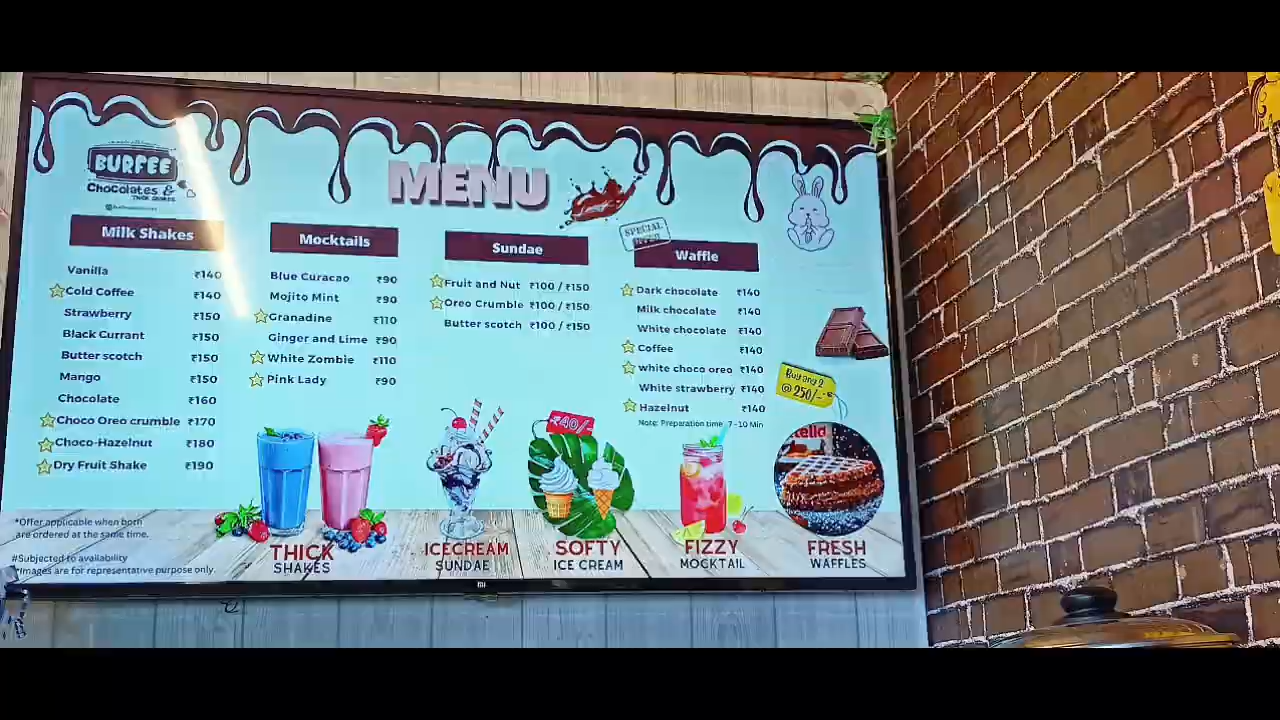 BURFEE
Chocolates &
THICK SHAKES
MENU
SPECIAL
OFFER
Milk Shakes
Vanilla ₹140
Cold Coffee ₹140
Strawberry ₹150
Black Currant ₹150
Butter scotch ₹150
Mango ₹150
Chocolate ₹160
Choco Oreo crumble ₹170
Choco-Hazelnut ₹180
Dry Fruit Shake ₹190
Mocktails
Blue Curacao ₹90
Mojito Mint ₹90
Granadine ₹110
Ginger and Lime ₹90
White Zombie ₹110
Pink Lady ₹90
Sundae
Fruit and Nut ₹100 / ₹150
Oreo Crumble ₹100 / ₹150
Butter scotch ₹100 / ₹150
Waffle
Dark chocolate ₹140
Milk chocolate ₹140
White chocolate ₹140
Coffee ₹140
white choco oreo ₹140
White strawberry ₹140
Hazelnut ₹140
Note: Preparation time 7-10 Min
Buy any 2
@ 250/-*
₹40/-
*Offer applicable when both
are ordered at the same time.
#Subjected to availability
*Images are for representative purpose only.
THICK
SHAKES
ICECREAM
SUNDAE
SOFTY
ICE CREAM
FIZZY
MOCKTAIL
FRESH
WAFFLES
mi